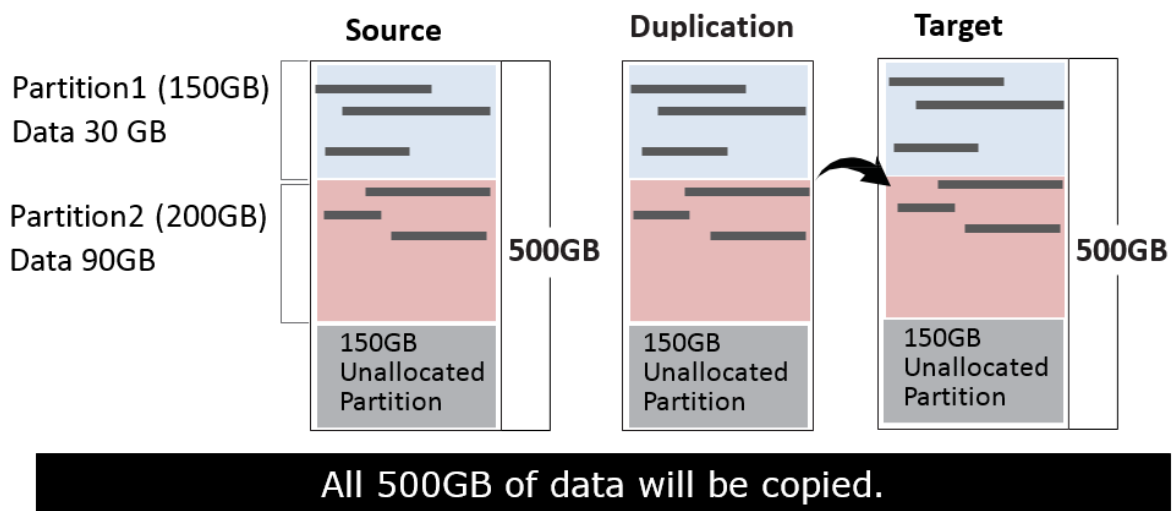 Source
Duplication
Target
Partition1 (150GB)
Data 30 GB
Partition2 (200GB)
Data 90GB
500GB
500GB
150GB
Unallocated
Partition
150GB
Unallocated
Partition
150GB
Unallocated
Partition
All 500GB of data will be copied.